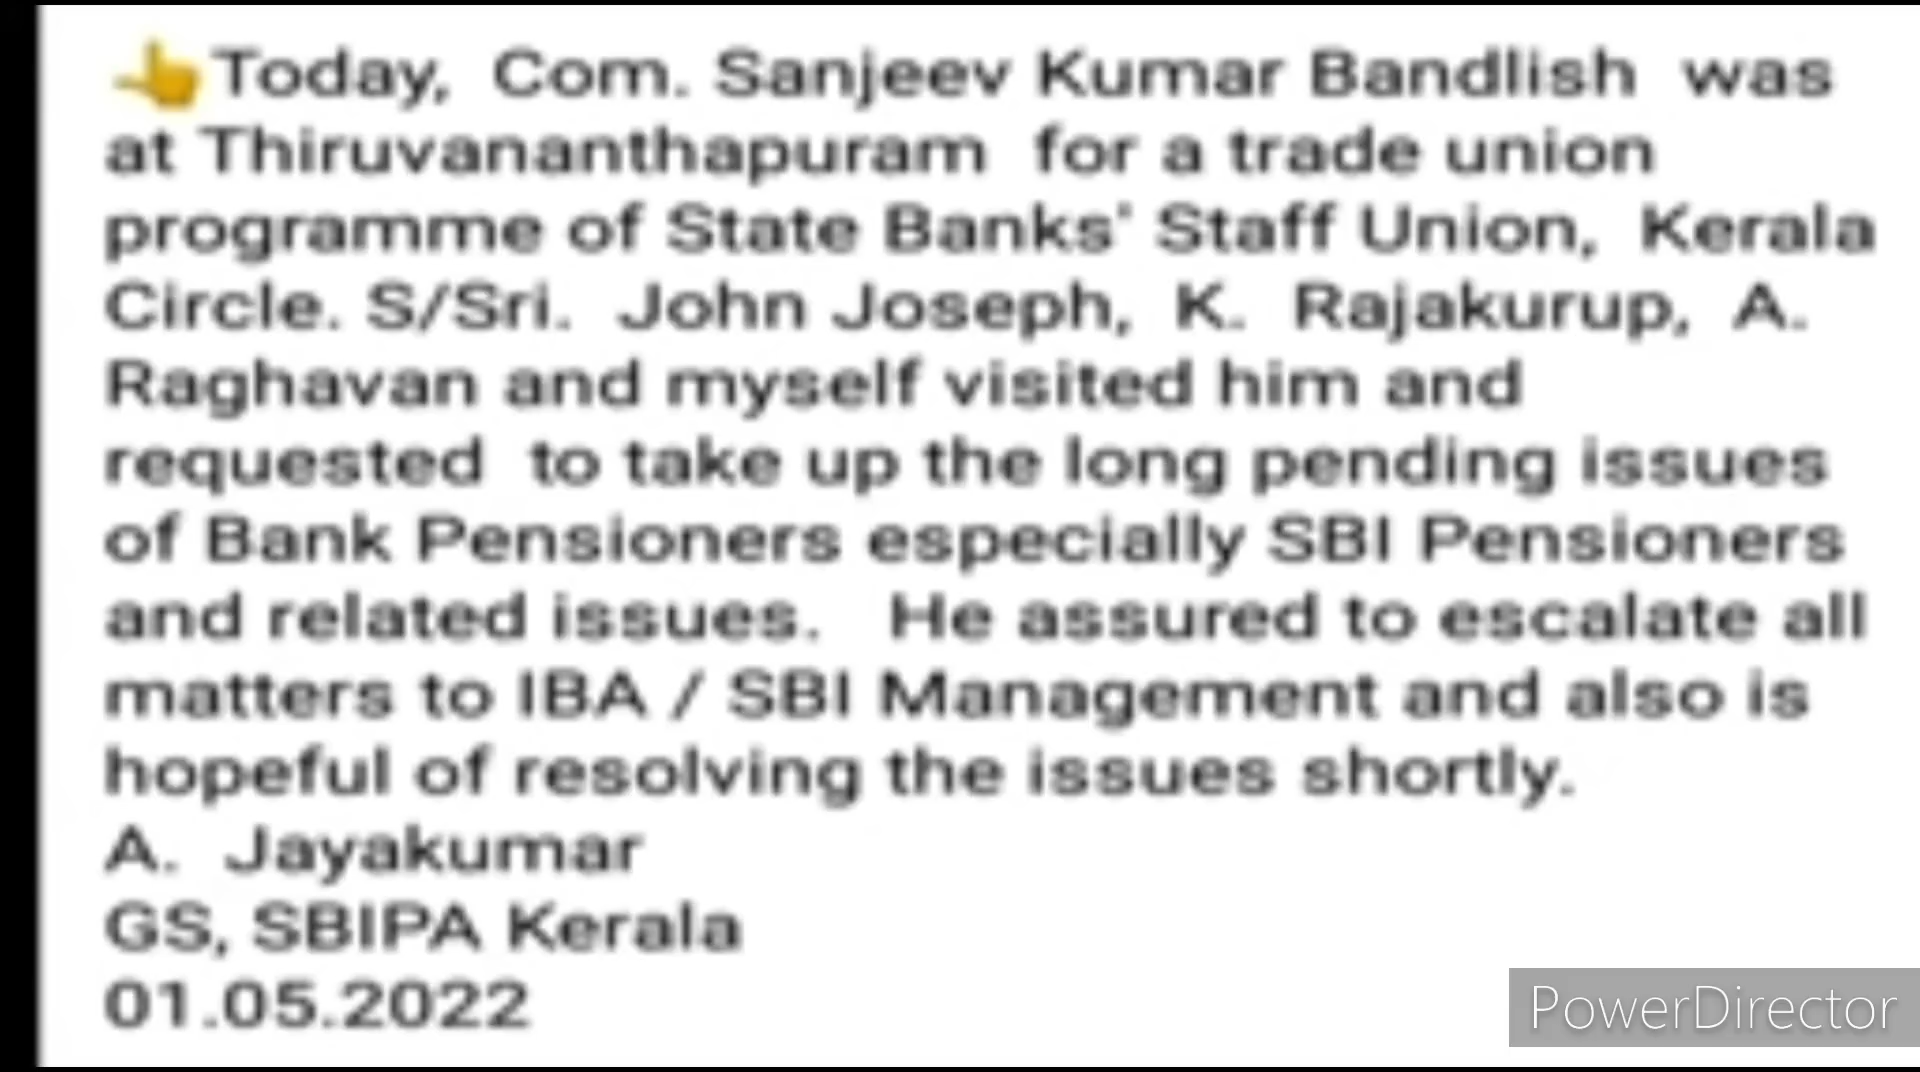 👆Today, Com. Sanjeev Kumar Bandlish was
at Thiruvananthapuram for a trade union
programme of State Banks' Staff Union, Kerala
Circle. S/Sri. John Joseph, K. Rajakurup, A.
Raghavan and myself visited him and
requested to take up the long pending issues
of Bank Pensioners especially SBI Pensioners
and related issues. He assured to escalate all
matters to IBA / SBI Management and also is
hopeful of resolving the issues shortly.
A. Jayakumar
GS, SBIPA Kerala
01.05.2022
PowerDirector